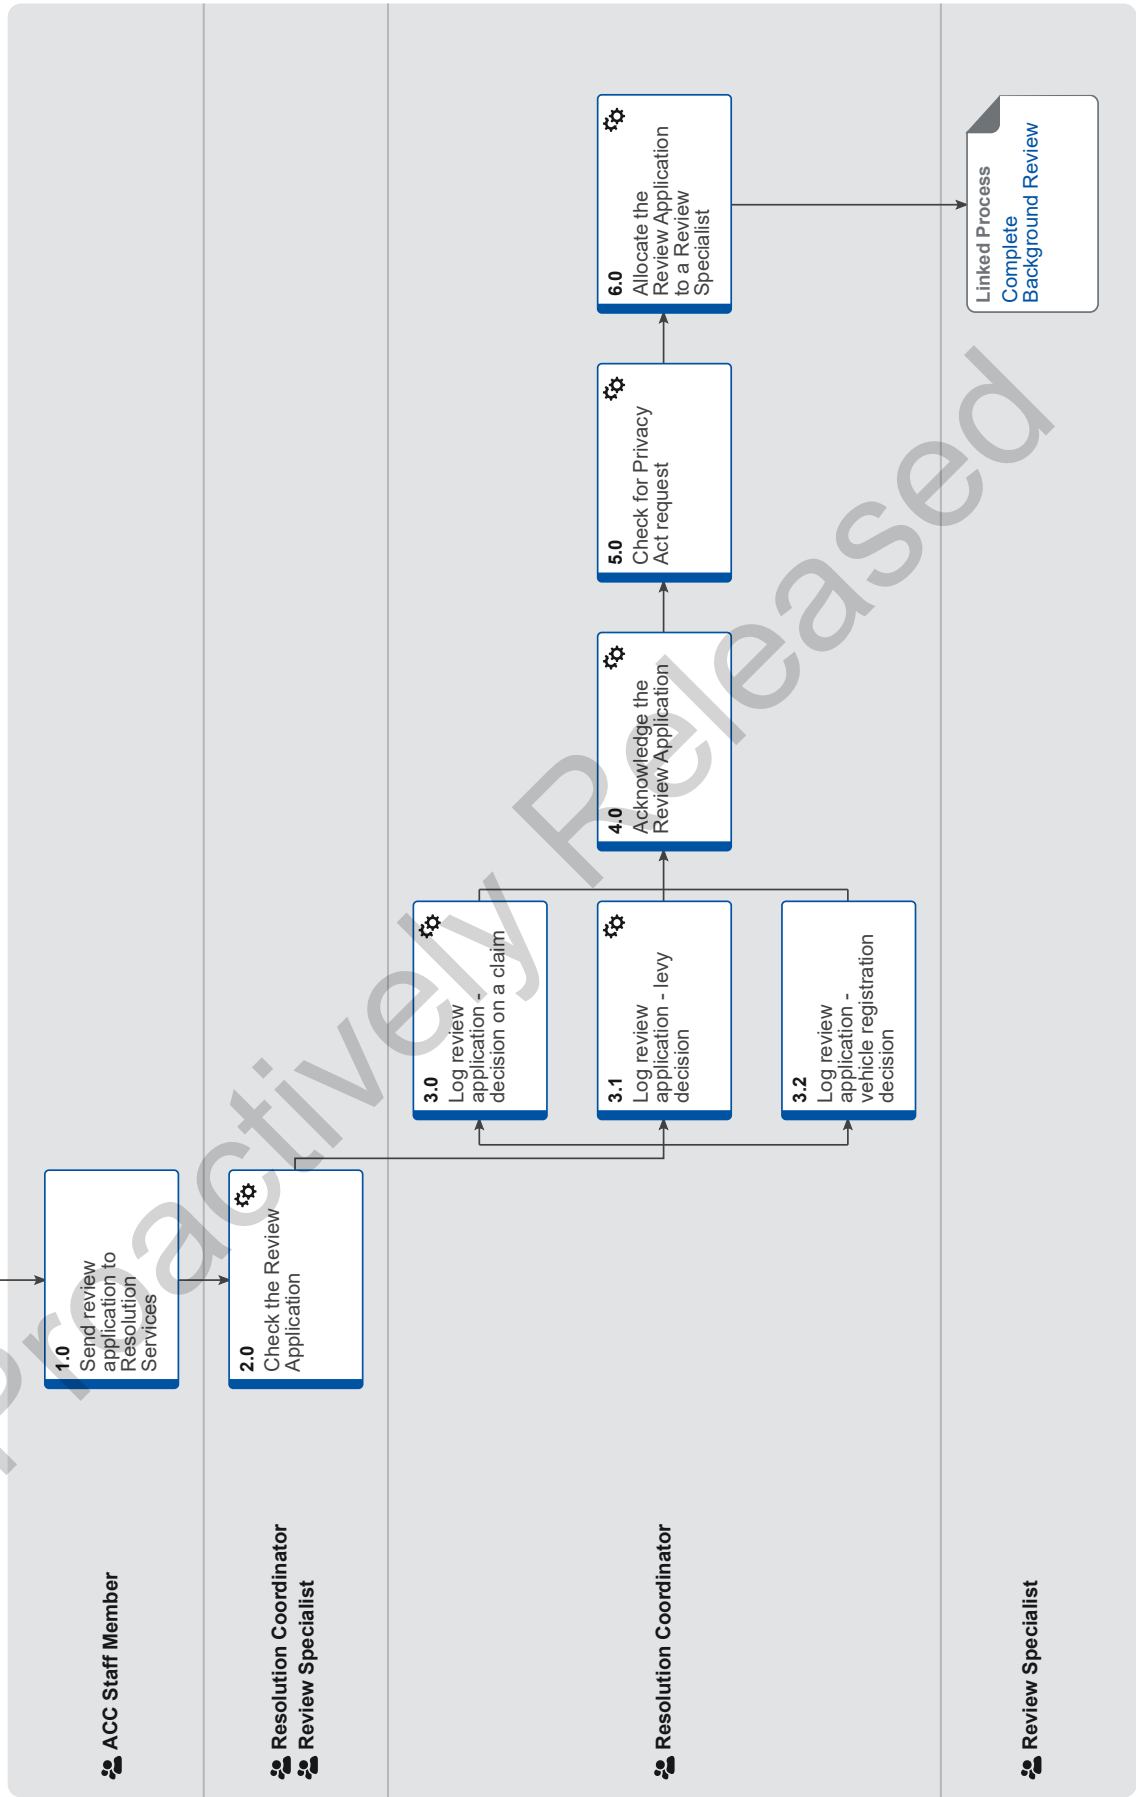 ACC Staff Member
1.0
Send review
application to
Resolution
Services
Resolution Coordinator
Review Specialist
2.0
Check the Review
Application
Resolution Coordinator
3.0
Log review
application -
decision on a claim
3.1
Log review
application - levy
decision
3.2
Log review
application -
vehicle registration
decision
4.0
Acknowledge the
Review Application
5.0
Check for Privacy
Act request
6.0
Allocate the
Review Application
to a Review
Specialist
Review Specialist
Linked Process
Complete
Background Review
Proactively Released